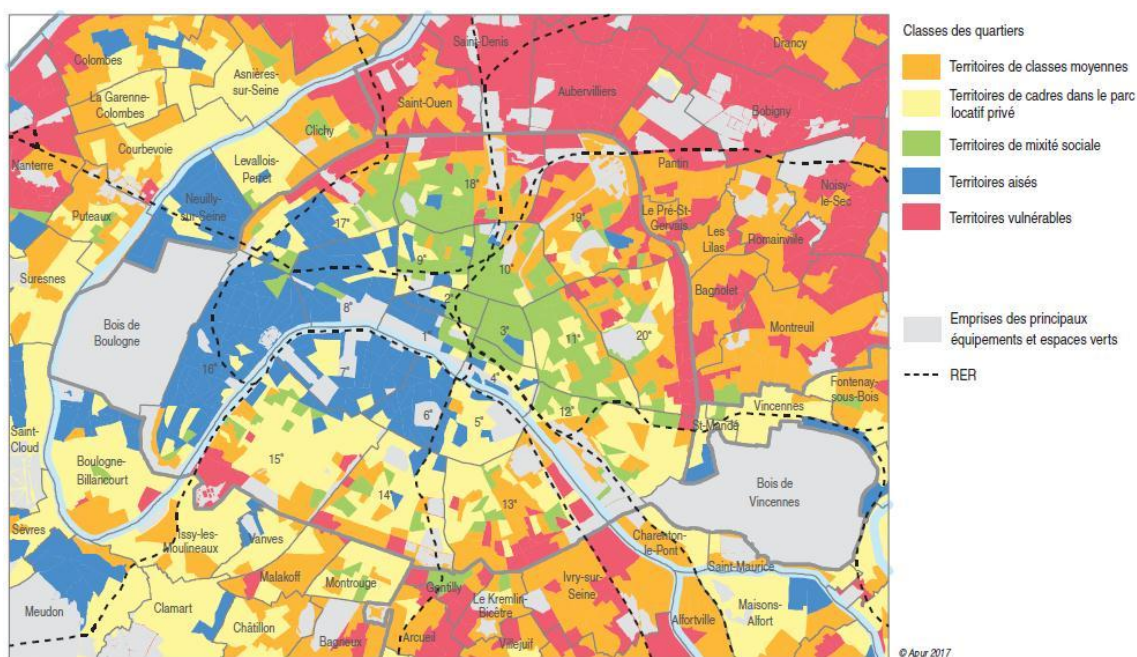 Colombes
Saint-Denis
Drancy
Asnières-
sur-Seine
La Garenne-
Colombes
Saint-Ouen
Aubervilliers
Bobigny
Clichy
Courbevoie
Levallois-
Perret
Nanterre
Pantin
Noisy-
le-Sec
Neuilly-
sur-Seine
Puteaux
17e
18e
19e
Le Pré-St-
Gervais
Les
Lilas
Romainville
Suresnes
9e
10e
Bagnolet
Bois de
Boulogne
8e
2e
1e
3e
11e
20e
Montreuil
16e
7e
4e
Fontenay-
sous-Bois
6e
5e
12e
Vincennes
St-Mandé
Saint-
Cloud
Boulogne-
Billancourt
15e
14e
13e
Bois de
Vincennes
Sèvres
Issy-les-
Moulineaux
Vanves
Charenton-
le-Pont
Saint-Maurice
Malakoff
Montrouge
Gentilly
Le Kremlin-
Bicêtre
Ivry-sur-
Seine
Meudon
Clamart
Châtillon
Bagneux
Arcueil
Villejuif
Alfortville
Maisons-
Alfort
Classes des quartiers
Territoires de classes moyennes
Territoires de cadres dans le parc
locatif privé
Territoires de mixité sociale
Territoires aisés
Territoires vulnérables
Emprises des principaux
équipements et espaces verts
RER
© Apur 2017